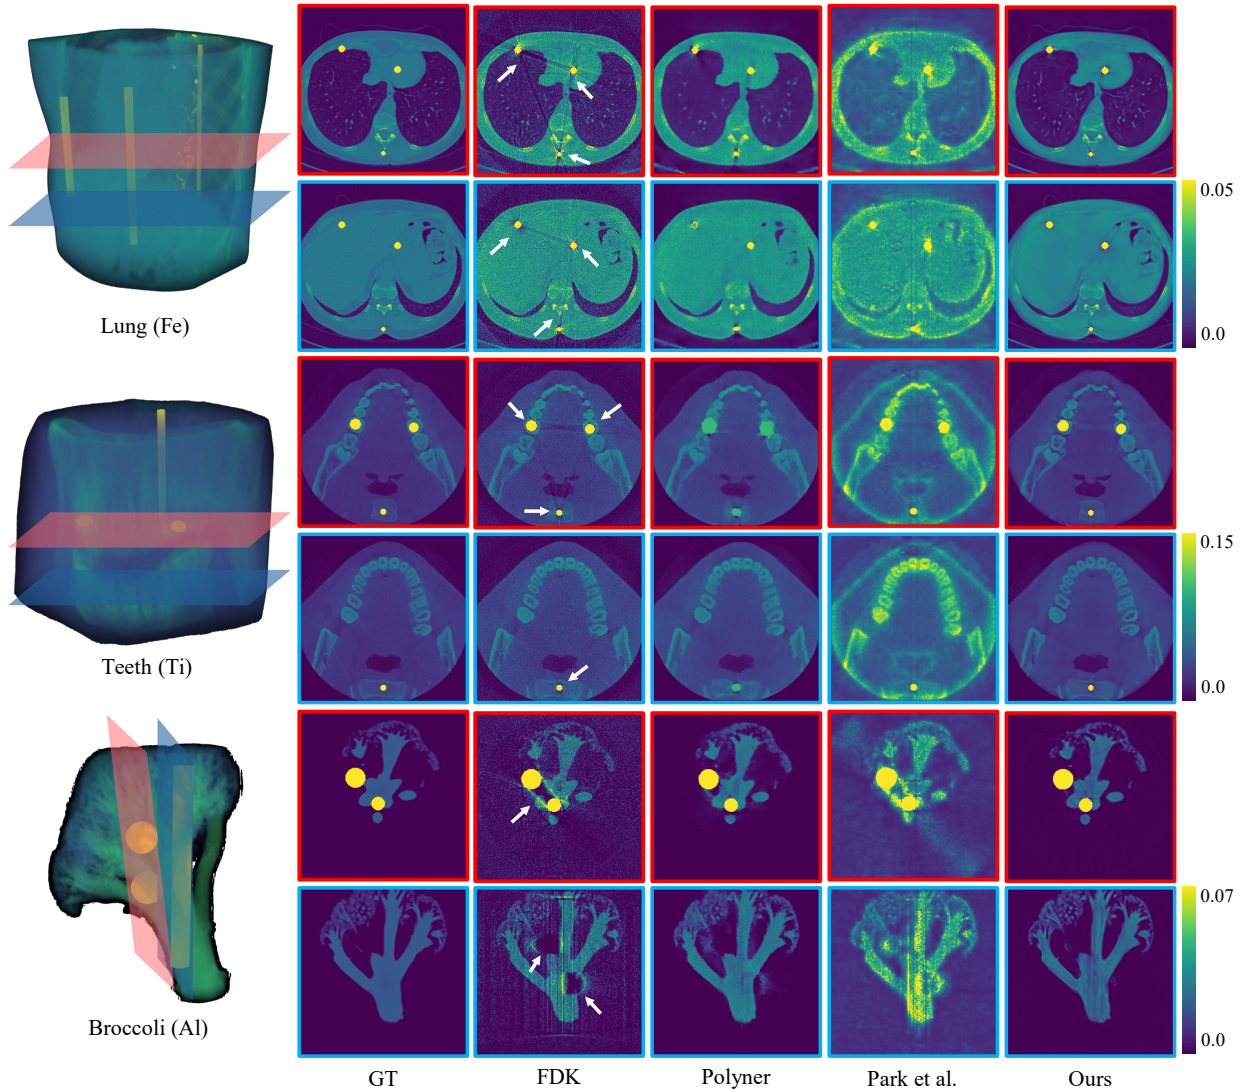 Lung (Fe)
0.05
0.0
Teeth (Ti)
0.15
0.0
Broccoli (Al)
0.07
0.0
GT
FDK
Polyner
Park et al.
Ours